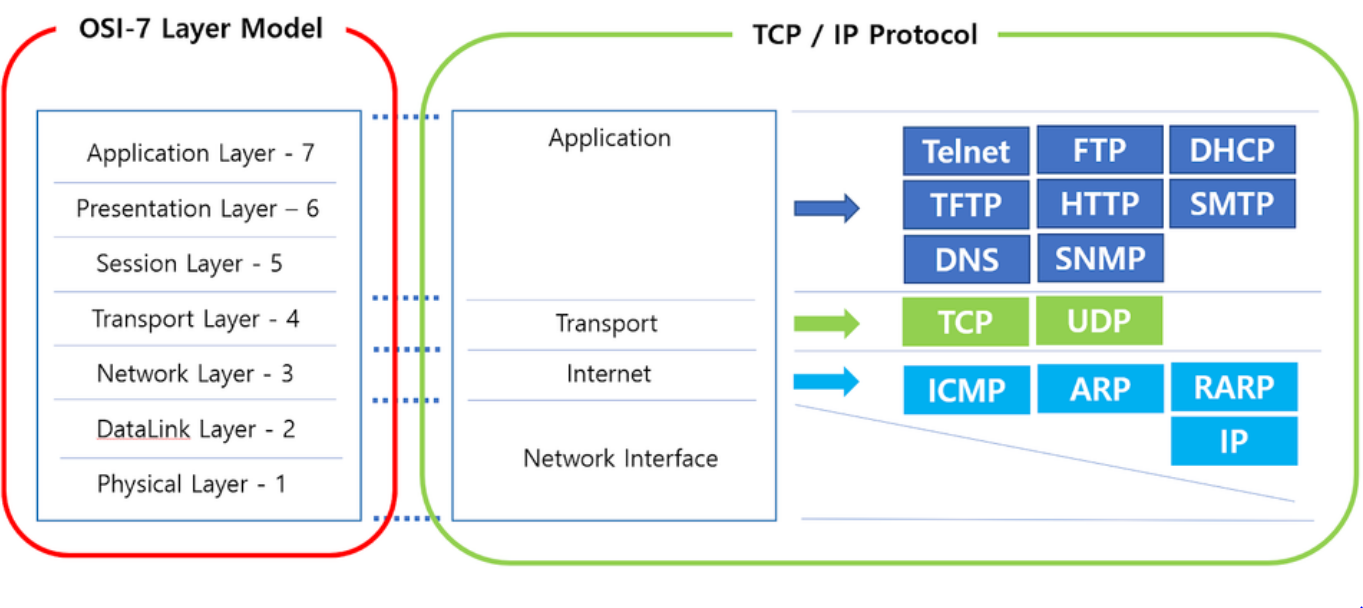 OSI-7 Layer Model
TCP / IP Protocol
Application Layer - 7
Presentation Layer – 6
Session Layer - 5
Transport Layer - 4
Network Layer - 3
DataLink Layer - 2
Physical Layer - 1
Application
Transport
Internet
Network Interface
Telnet FTP DHCP
TFTP HTTP SMTP
DNS SNMP
TCP UDP
ICMP ARP RARP
IP